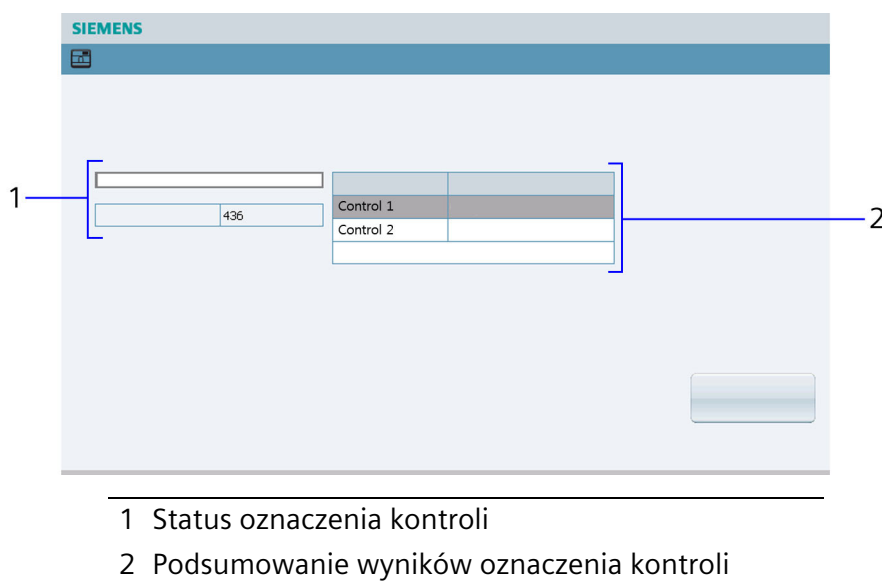 SIEMENS
1
436
Control 1
Control 2
2
1 Status oznaczenia kontroli
2 Podsumowanie wyników oznaczenia kontroli